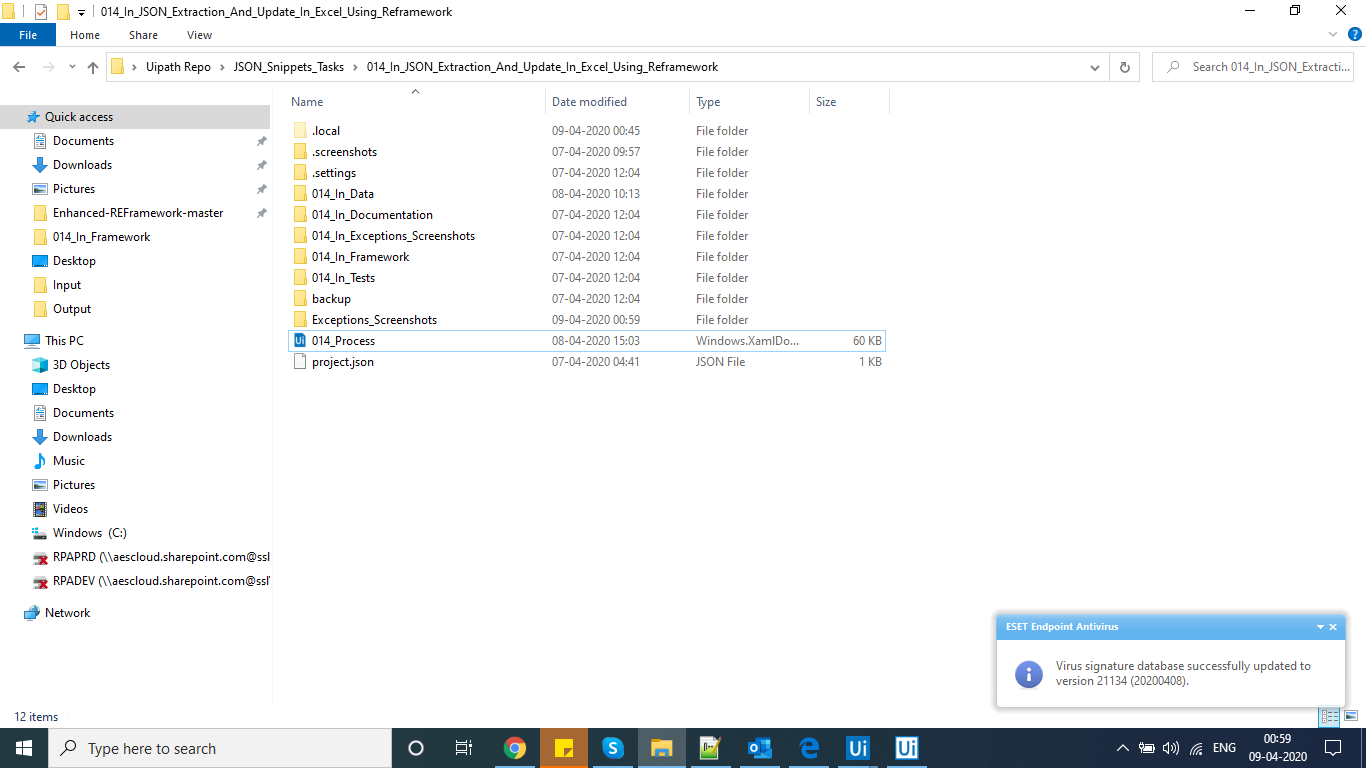 014_In_JSON_Extraction_And_Update_In_Excel_Using_Reframework
File Home Share View
Uipath Repo JSON_Snippets_Tasks 014_In_JSON_Extraction_And_Update_In_Excel_Using_Reframework
Search 014_In_JSON_Extracti...
Name Date modified Type Size
Quick access
Documents
Downloads
Pictures
Enhanced-REFramework-master
014_In_Framework
Desktop
Input
Output
This PC
3D Objects
Desktop
Documents
Downloads
Music
Pictures
Videos
Windows (C:)
RPAPRD (\\aescloud.sharepoint.com@ssl
RPADEV (\\aescloud.sharepoint.com@ssl
Network
.local 09-04-2020 00:45 File folder
.screenshots 07-04-2020 09:57 File folder
.settings 07-04-2020 12:04 File folder
014_In_Data 08-04-2020 10:13 File folder
014_In_Documentation 07-04-2020 12:04 File folder
014_In_Exceptions_Screenshots 07-04-2020 12:04 File folder
014_In_Framework 07-04-2020 12:04 File folder
014_In_Tests 07-04-2020 12:04 File folder
backup 07-04-2020 12:04 File folder
Exceptions_Screenshots 09-04-2020 00:59 File folder
014_Process 08-04-2020 15:03 Windows.XamlDo... 60 KB
project.json 07-04-2020 04:41 JSON File 1 KB
ESET Endpoint Antivirus
Virus signature database successfully updated to
version 21134 (20200408).
12 items
Type here to search
ENG
00:59
09-04-2020